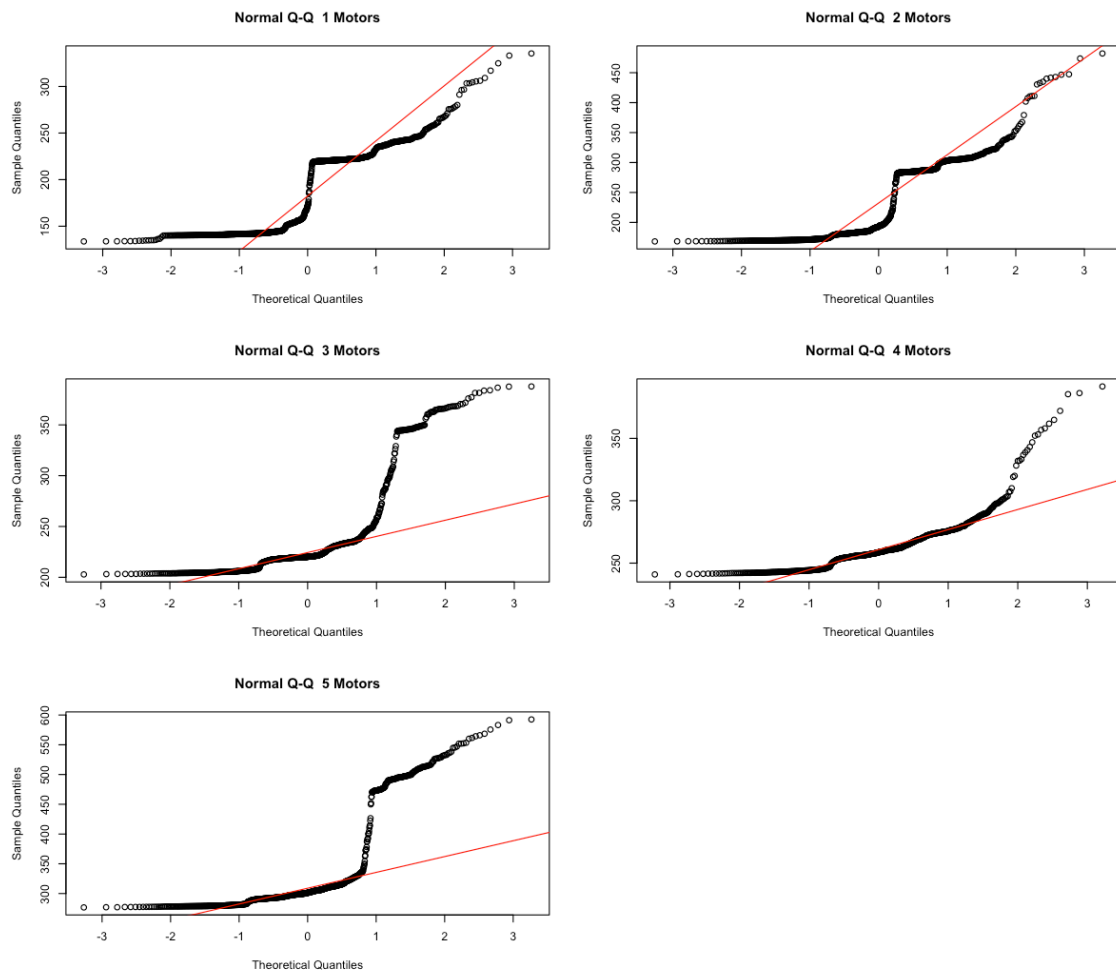 Normal Q-Q  1 Motors
Sample Quantiles
300
250
200
150
-3 -2 -1 0 1 2 3
Theoretical Quantiles
Normal Q-Q  2 Motors
Sample Quantiles
450
400
350
300
250
200
-3 -2 -1 0 1 2 3
Theoretical Quantiles
Normal Q-Q  3 Motors
Sample Quantiles
350
300
250
200
-3 -2 -1 0 1 2 3
Theoretical Quantiles
Normal Q-Q  4 Motors
Sample Quantiles
350
300
250
-3 -2 -1 0 1 2 3
Theoretical Quantiles
Normal Q-Q  5 Motors
Sample Quantiles
600
550
500
450
400
350
300
-3 -2 -1 0 1 2 3
Theoretical Quantiles